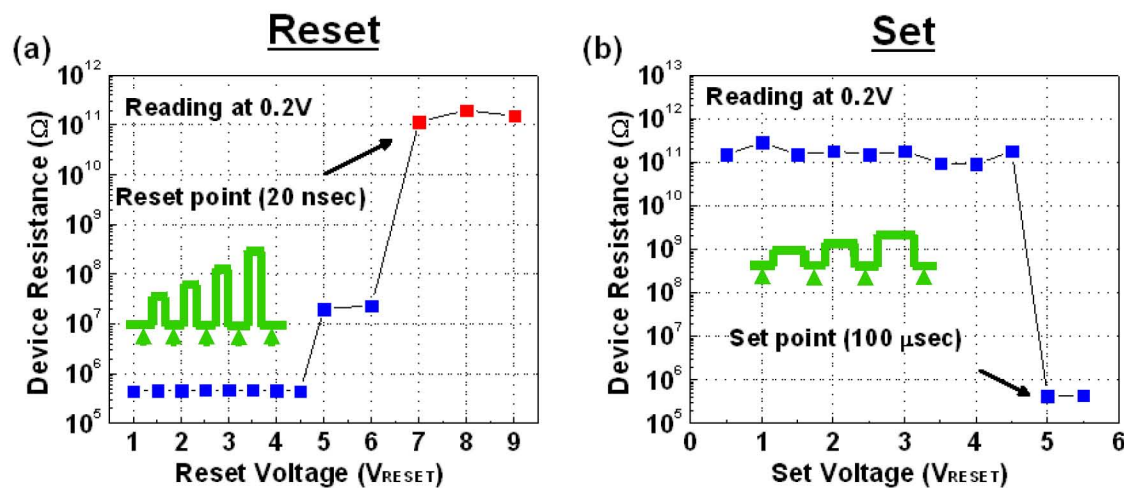 Reset
(a)
10¹²
10¹¹
10¹⁰
10⁹
10⁸
10⁷
10⁶
10⁵
Device Resistance (Ω)
Reading at 0.2V
Reset point (20 nsec)
1 2 3 4 5 6 7 8 9
Reset Voltage (VRESET)
Set
(b)
10¹³
10¹²
10¹¹
10¹⁰
10⁹
10⁸
10⁷
10⁶
10⁵
Device Resistance (Ω)
Reading at 0.2V
Set point (100 μsec)
0 1 2 3 4 5 6
Set Voltage (VRESET)